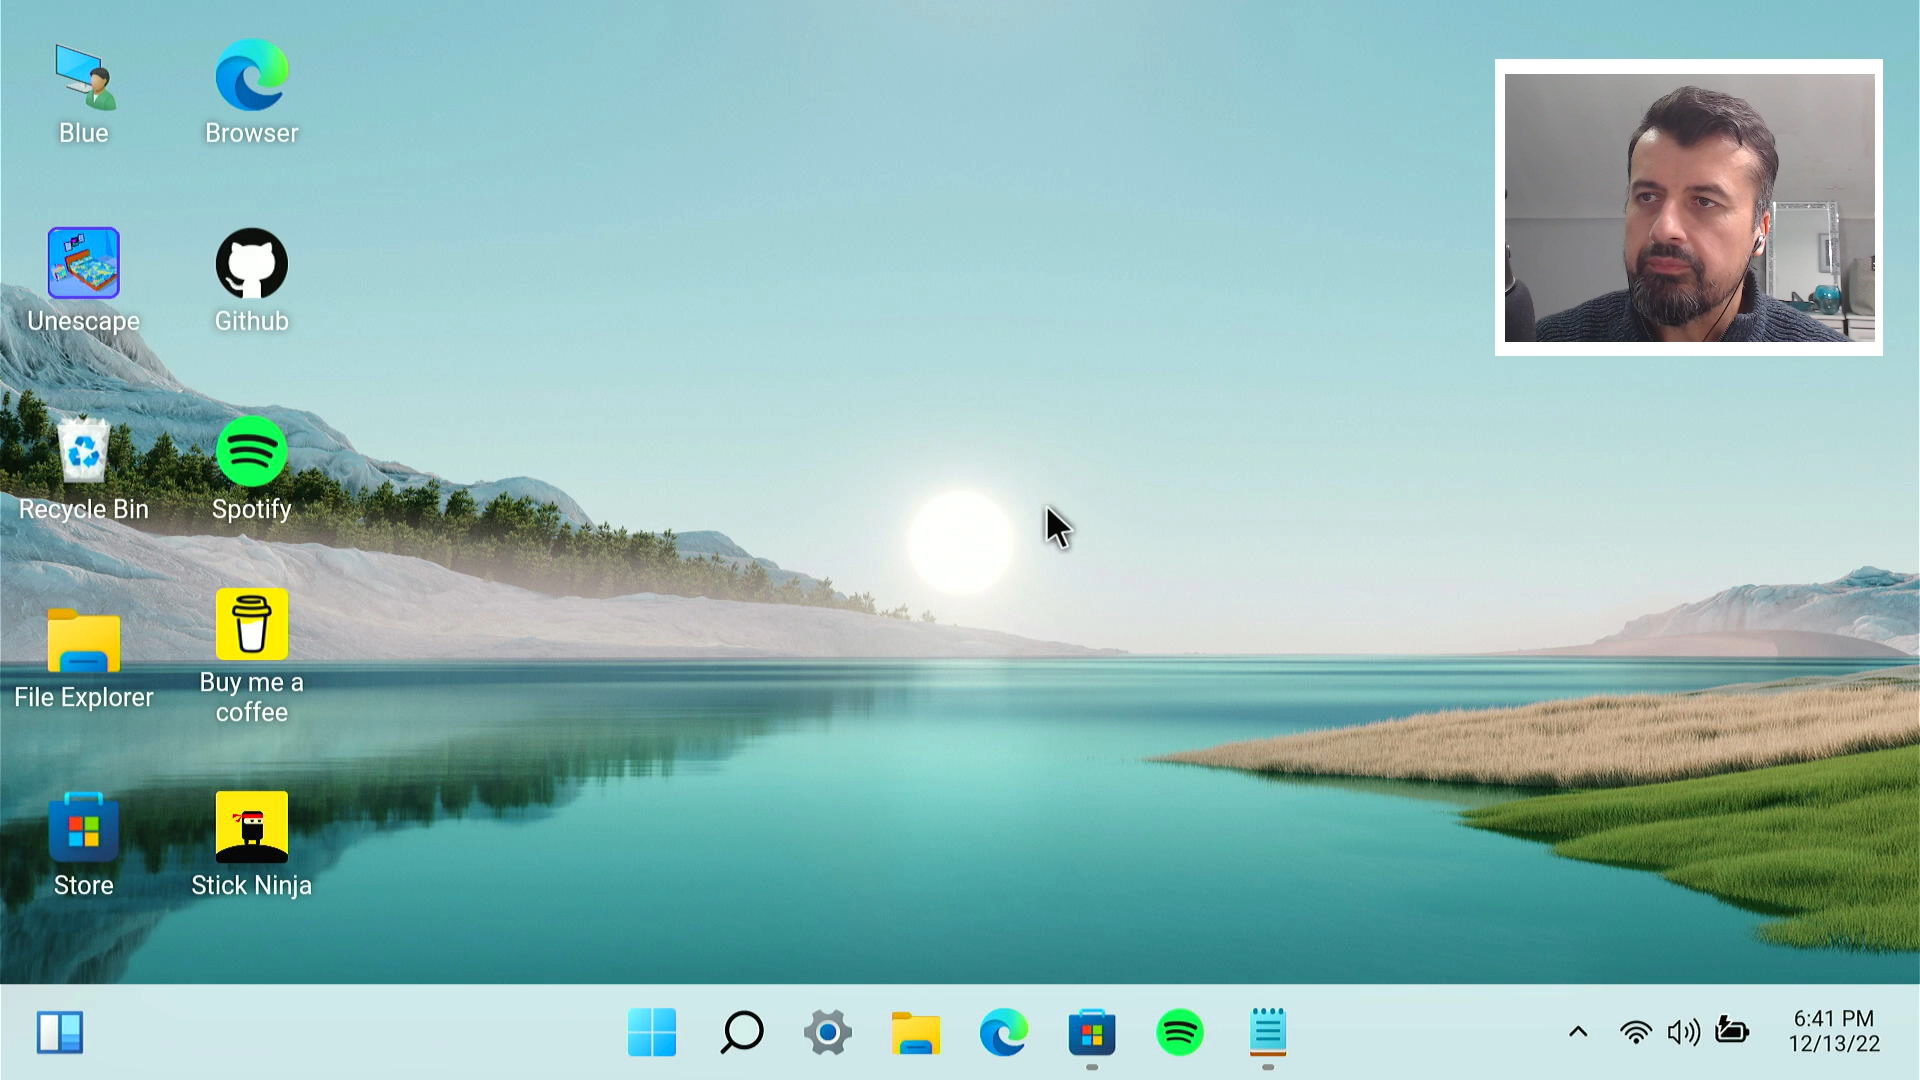 Blue
Browser
Unescape
Github
Recycle Bin
Spotify
File Explorer
Buy me a
coffee
Store
Stick Ninja
6:41 PM
12/13/22